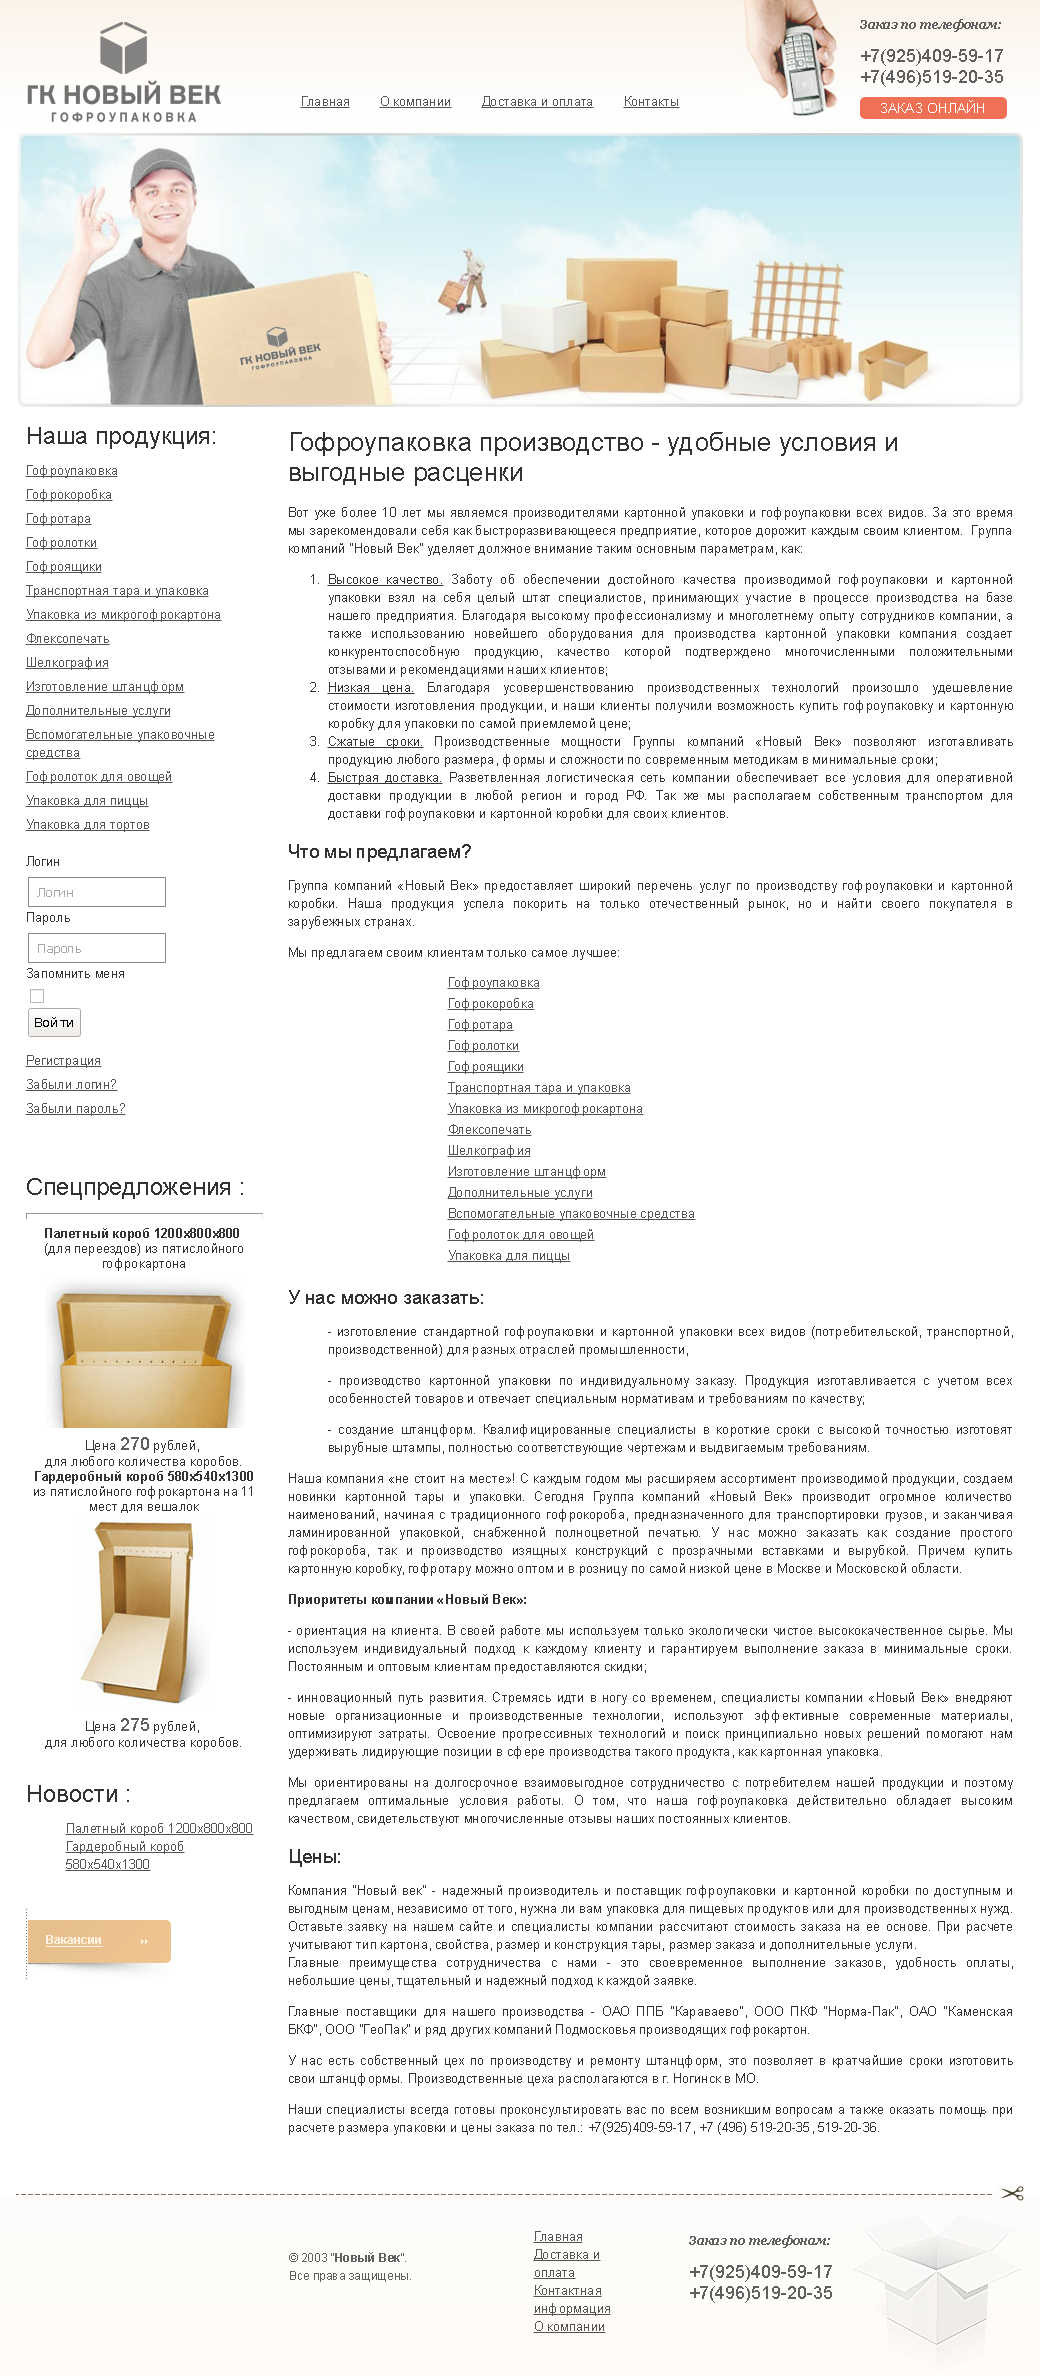 ГК НОВЫЙ ВЕК
ГОФРОУПАКОВКА
Главная О компании Доставка и оплата Контакты
Заказ по телефонам:
+7(925)409-59-17
+7(496)519-20-35
ЗАКАЗ ОНЛАЙН
ГК НОВЫЙ ВЕК
ГОФРОУПАКОВКА
Наша продукция:
Гофроупаковка
Гофрокоробка
Гофротара
Гофролотки
Гофроящики
Транспортная тара и упаковка
Упаковка из микрогофрокартона
Флексопечать
Шелкография
Изготовление штанцформ
Дополнительные услуги
Вспомогательные упаковочные
средства
Гофролоток для овощей
Упаковка для пиццы
Упаковка для тортов
Логин
Логин
Пароль
Пароль
Запомнить меня
Войти
Регистрация
Забыли логин?
Забыли пароль?
Спецпредложения :
Палетный короб 1200х800х800
(для переездов) из пятислойного
гофрокартона
Цена 270 рублей,
для любого количества коробов.
Гардеробный короб 580х540х1300
из пятислойного гофрокартона на 11
мест для вешалок
Цена 275 рублей,
для любого количества коробов.
Новости :
Палетный короб 1200х800х800
Гардеробный короб
580х540х1300
Вакансии
Гофроупаковка производство - удобные условия и
выгодные расценки
Вот уже более 10 лет мы являемся производителями картонной упаковки и гофроупаковки всех видов. За это время
мы зарекомендовали себя как быстроразвивающееся предприятие, которое дорожит каждым своим клиентом. Группа
компаний "Новый Век" уделяет должное внимание таким основным параметрам, как:
1. Высокое качество. Заботу об обеспечении достойного качества производимой гофроупаковки и картонной
упаковки взял на себя целый штат специалистов, принимающих участие в процессе производства на базе
нашего предприятия. Благодаря высокому профессионализму и многолетнему опыту сотрудников компании, а
также использованию новейшего оборудования для производства картонной упаковки компания создает
конкурентоспособную продукцию, качество которой подтверждено многочисленными положительными
отзывами и рекомендациями наших клиентов;
2. Низкая цена. Благодаря усовершенствованию производственных технологий произошло удешевление
стоимости изготовления продукции, и наши клиенты получили возможность купить гофроупаковку и картонную
коробку для упаковки по самой приемлемой цене;
3. Сжатые сроки. Производственные мощности Группы компаний «Новый Век» позволяют изготавливать
продукцию любого размера, формы и сложности по современным методикам в минимальные сроки;
4. Быстрая доставка. Разветвленная логистическая сеть компании обеспечивает все условия для оперативной
доставки продукции в любой регион и город РФ. Так же мы располагаем собственным транспортом для
доставки гофроупаковки и картонной коробки для своих клиентов.
Что мы предлагаем?
Группа компаний «Новый Век» предоставляет широкий перечень услуг по производству гофроупаковки и картонной
коробки. Наша продукция успела покорить на только отечественный рынок, но и найти своего покупателя в
зарубежных странах.
Мы предлагаем своим клиентам только самое лучшее:
Гофроупаковка
Гофрокоробка
Гофротара
Гофролотки
Гофроящики
Транспортная тара и упаковка
Упаковка из микрогофрокартона
Флексопечать
Шелкография
Изготовление штанцформ
Дополнительные услуги
Вспомогательные упаковочные средства
Гофролоток для овощей
Упаковка для пиццы
У нас можно заказать:
- изготовление стандартной гофроупаковки и картонной упаковки всех видов (потребительской, транспортной,
производственной) для разных отраслей промышленности,
- производство картонной упаковки по индивидуальному заказу. Продукция изготавливается с учетом всех
особенностей товаров и отвечает специальным нормативам и требованиям по качеству;
- создание штанцформ. Квалифицированные специалисты в короткие сроки с высокой точностью изготовят
вырубные штампы, полностью соответствующие чертежам и выдвигаемым требованиям.
Наша компания «не стоит на месте»! С каждым годом мы расширяем ассортимент производимой продукции, создаем
новинки картонной тары и упаковки. Сегодня Группа компаний «Новый Век» производит огромное количество
наименований, начиная с традиционного гофрокороба, предназначенного для транспортировки грузов, и заканчивая
ламинированной упаковкой, снабженной полноцветной печатью. У нас можно заказать как создание простого
гофрокороба, так и производство изящных конструкций с прозрачными вставками и вырубкой. Причем купить
картонную коробку, гофротару можно оптом и в розницу по самой низкой цене в Москве и Московской области.
Приоритеты компании «Новый Век»:
- ориентация на клиента. В своей работе мы используем только экологически чистое высококачественное сырье. Мы
используем индивидуальный подход к каждому клиенту и гарантируем выполнение заказа в минимальные сроки.
Постоянным и оптовым клиентам предоставляются скидки;
- инновационный путь развития. Стремясь идти в ногу со временем, специалисты компании «Новый Век» внедряют
новые организационные и производственные технологии, используют эффективные современные материалы,
оптимизируют затраты. Освоение прогрессивных технологий и поиск принципиально новых решений помогают нам
удерживать лидирующие позиции в сфере производства такого продукта, как картонная упаковка.
Мы ориентированы на долгосрочное взаимовыгодное сотрудничество с потребителем нашей продукции и поэтому
предлагаем оптимальные условия работы. О том, что наша гофроупаковка действительно обладает высоким
качеством, свидетельствуют многочисленные отзывы наших постоянных клиентов.
Цены:
Компания "Новый век" - надежный производитель и поставщик гофроупаковки и картонной коробки по доступным и
выгодным ценам, независимо от того, нужна ли вам упаковка для пищевых продуктов или для производственных нужд.
Оставьте заявку на нашем сайте и специалисты компании рассчитают стоимость заказа на ее основе. При расчете
учитывают тип картона, свойства, размер и конструкция тары, размер заказа и дополнительные услуги.
Главные преимущества сотрудничества с нами - это своевременное выполнение заказов, удобность оплаты,
небольшие цены, тщательный и надежный подход к каждой заявке.
Главные поставщики для нашего производства - ОАО ППБ "Караваево", ООО ПКФ "Норма-Пак", ОАО "Каменская
БКФ", ООО "ГеоПак" и ряд других компаний Подмосковья производящих гофрокартон.
У нас есть собственный цех по производству и ремонту штанцформ, это позволяет в кратчайшие сроки изготовить
свои штанцформы. Производственные цеха располагаются в г. Ногинск в МО.
Наши специалисты всегда готовы проконсультировать вас по всем возникшим вопросам а также оказать помощь при
расчете размера упаковки и цены заказа по тел.: +7(925)409-59-17, +7 (496) 519-20-35, 519-20-36.
© 2003 "Новый Век".
Все права защищены.
Главная
Доставка и
оплата
Контактная
информация
О компании
Заказ по телефонам:
+7(925)409-59-17
+7(496)519-20-35